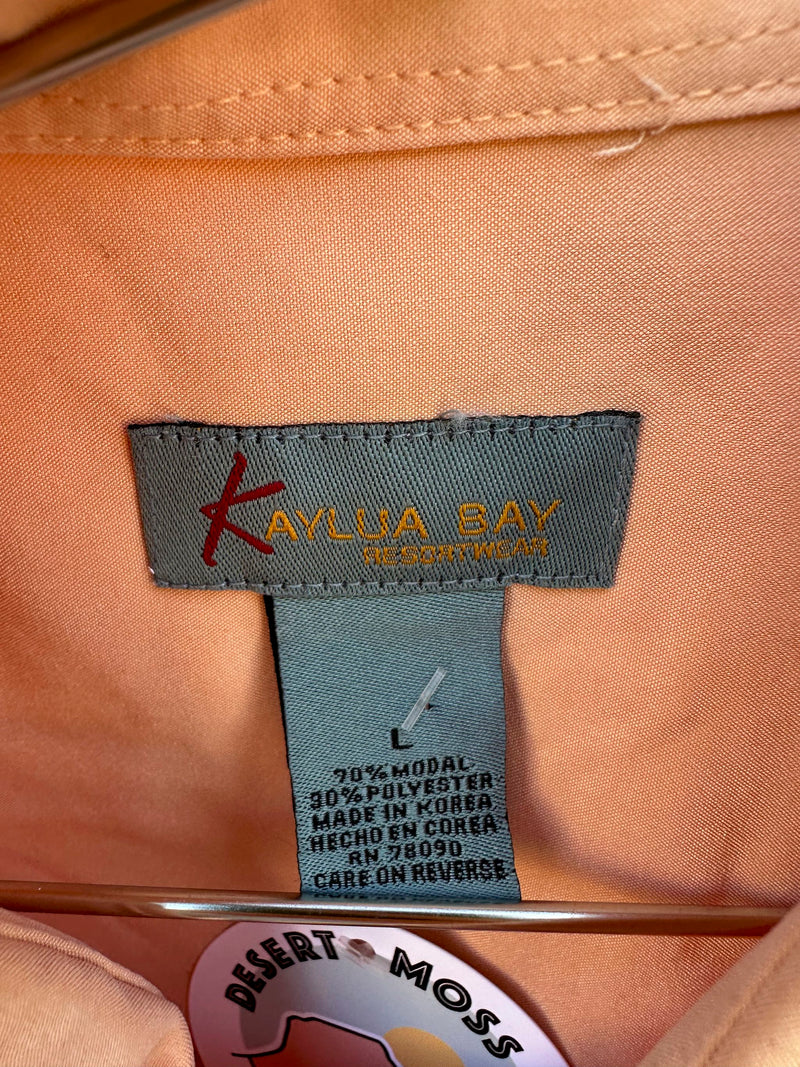 KAYLUA BAY
RESORTWEAR
L
70% MODAL
30% POLYESTER
MADE IN KOREA
HECHO EN COREA
RN 78090
CARE ON REVERSE
DESERT MOSS